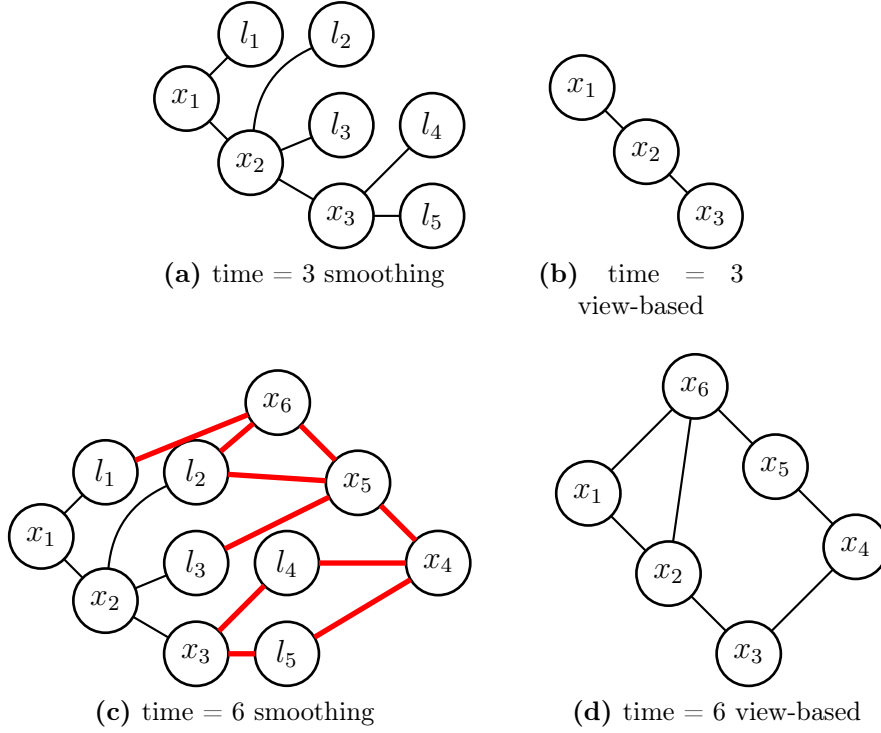 l1
l2
x1
x1
l3
l4
x2
x2
x3
l5
x3
(a) time = 3 smoothing
(b) time = 3
view-based
x6
x6
l1
l2
x5
x5
x1
x1
l3
l4
x4
x4
x2
x2
x3
l5
x3
(c) time = 6 smoothing
(d) time = 6 view-based